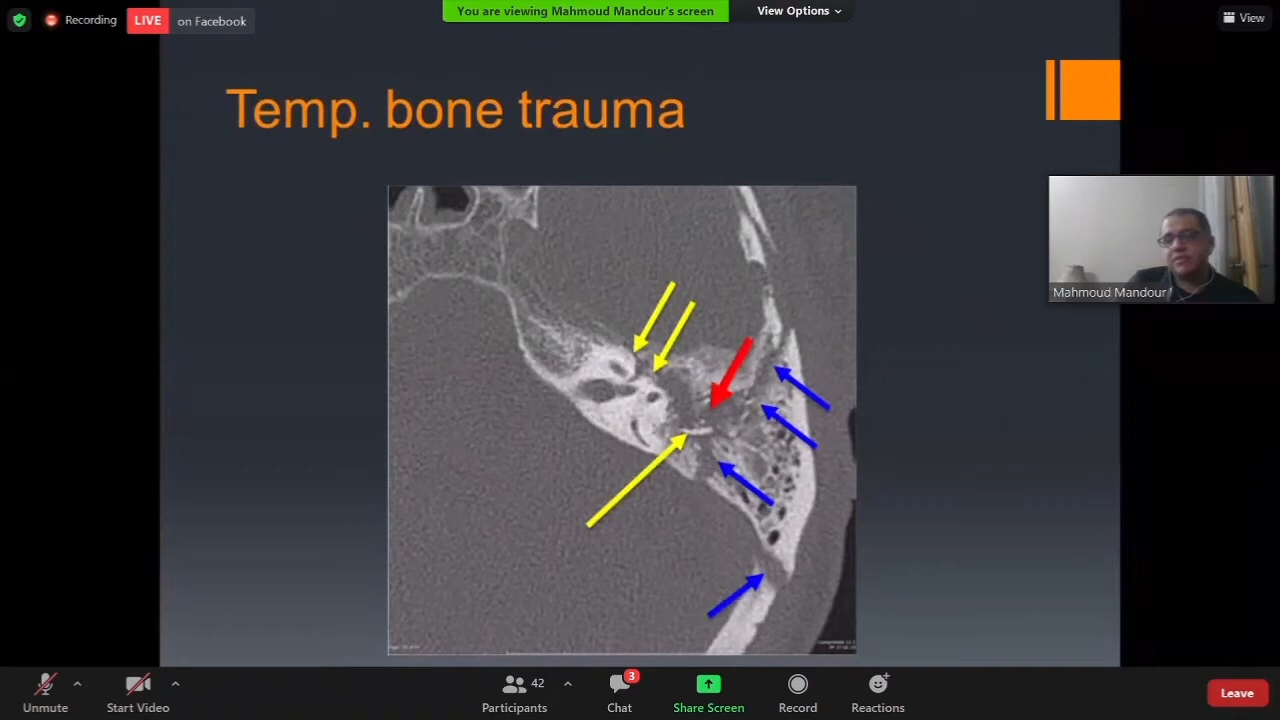 Recording
LIVE on Facebook
You are viewing Mahmoud Mandour's screen
View Options
View
Temp. bone trauma
Mahmoud Mandour
Unmute
Start Video
42
Participants
3
Chat
Share Screen
Record
Reactions
Leave